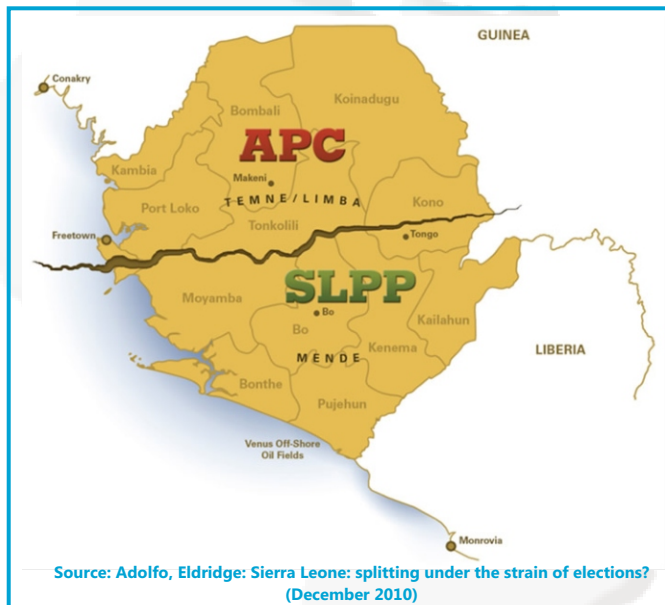 GUINEA
Conakry
Koinadugu
Bombali
APC
Kambia
Makeni
TEMNE/LIMBA
Kono
Port Loko
Tonkolili
Freetown
Tongo
SLPP
Moyamba
Bo
Bo
Kailahun
Kenema
LIBERIA
MENDE
Bonthe
Pujehun
Venus Off-Shore
Oil Fields
Monrovia
Source: Adolfo, Eldridge: Sierra Leone: splitting under the strain of elections?
(December 2010)